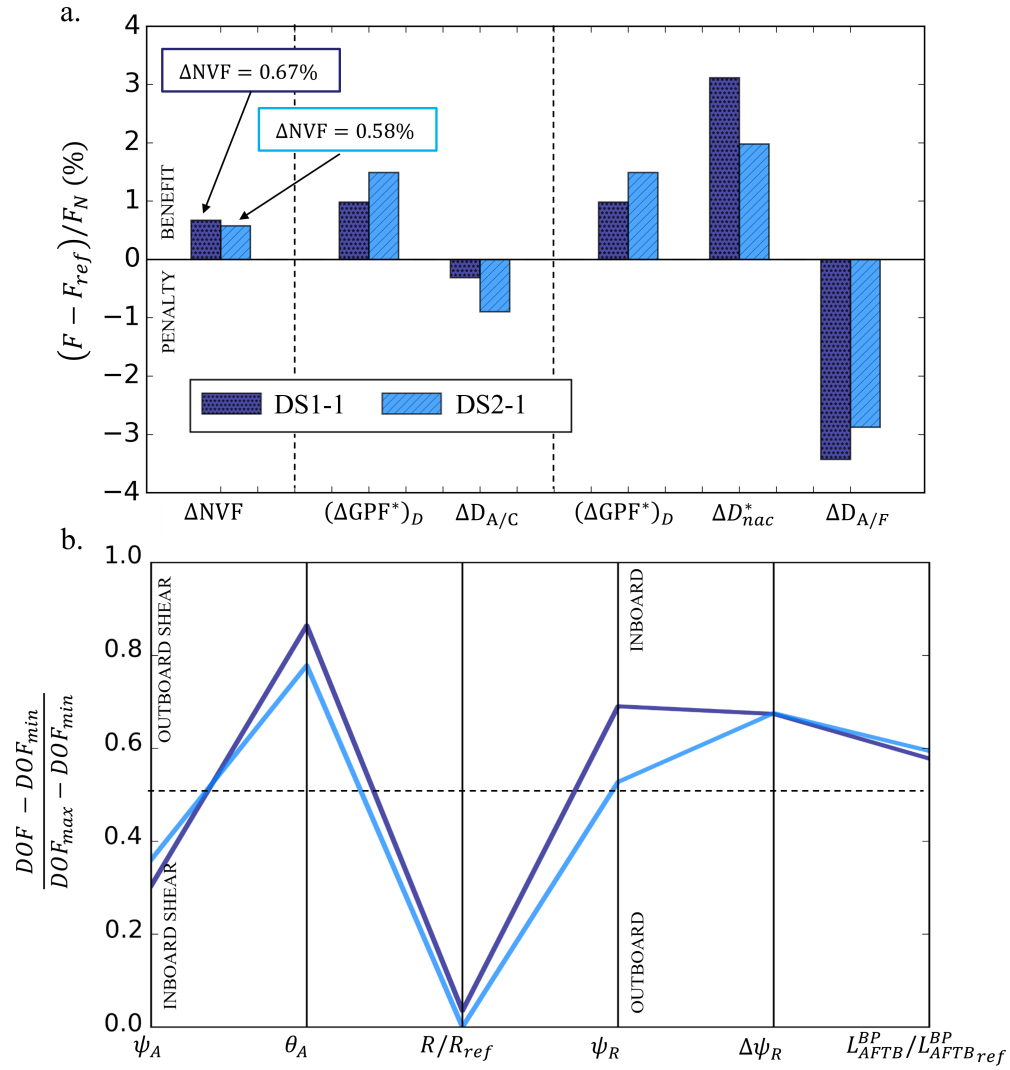 a.
4
3
2
1
0
−1
−2
−3
−4
(F − F_ref)/F_N (%)
BENEFIT
PENALTY
ΔNVF = 0.67%
ΔNVF = 0.58%
DS1-1
DS2-1
ΔNVF
(ΔGPF*)_D
ΔD_A/C
(ΔGPF*)_D
ΔD*_nac
ΔD_A/F
b.
1.0
0.8
0.6
0.4
0.2
0.0
DOF − DOF_min
DOF_max − DOF_min
OUTBOARD SHEAR
INBOARD SHEAR
INBOARD
OUTBOARD
ψ_A
θ_A
R/R_ref
ψ_R
Δψ_R
L^BP_AFTB/L^BP_AFTB_ref